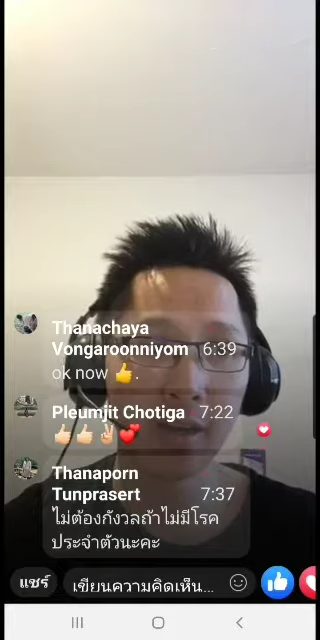 Thanachaya
Vongaroonniyom 6:39
ok now 👍.
Pleumjit Chotiga 7:22
👍🏻👍🏻✌🏻💕
Thanaporn
Tunprasert 7:37
ไม่ต้องกังวลถ้าไม่มีโรค
ประจำตัวนะคะ
แชร์ เขียนความคิดเห็น...